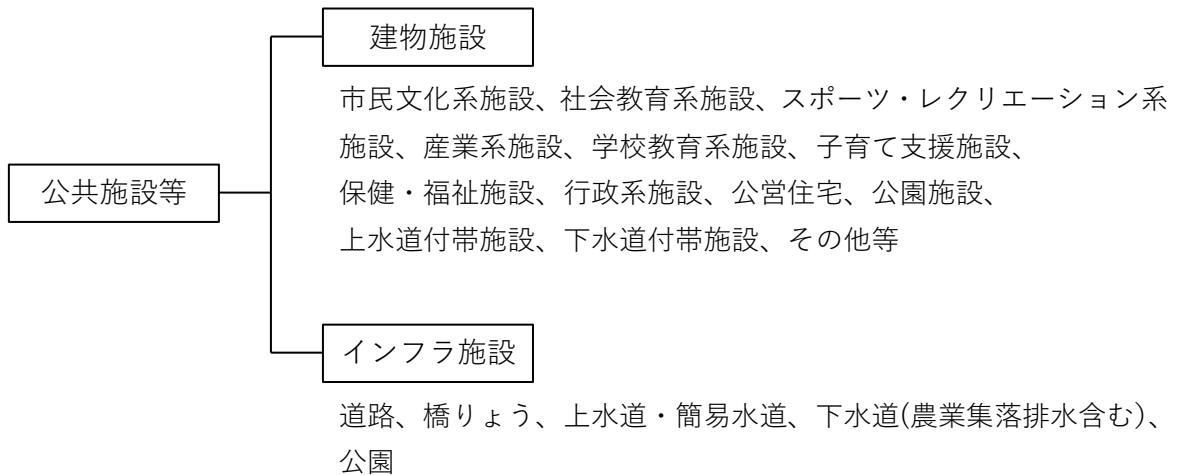 建物施設
市民文化系施設、社会教育系施設、スポーツ・レクリエーション系
施設、産業系施設、学校教育系施設、子育て支援施設、
公共施設等
保健・福祉施設、行政系施設、公営住宅、公園施設、
上水道付帯施設、下水道付帯施設、その他等
インフラ施設
道路、橋りょう、上水道・簡易水道、下水道(農業集落排水含む)、
公園